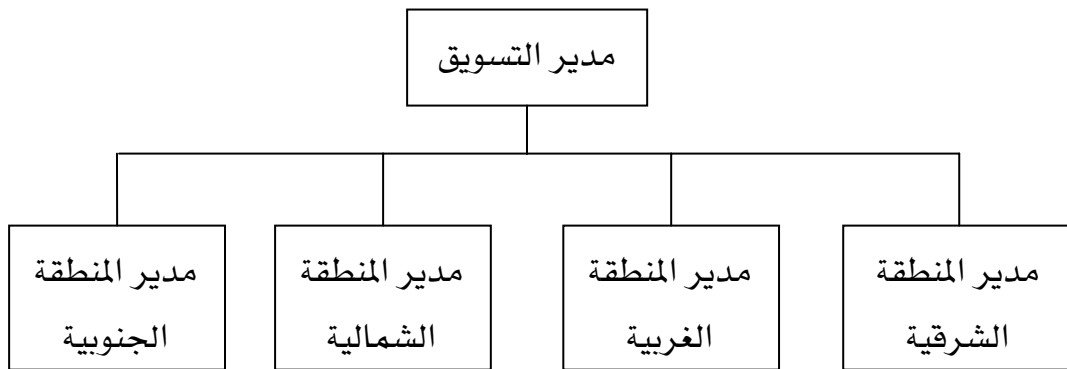 مدير التسويق
مدير المنطقة
الشرقية
مدير المنطقة
الغربية
مدير المنطقة
الشمالية
مدير المنطقة
الجنوبية